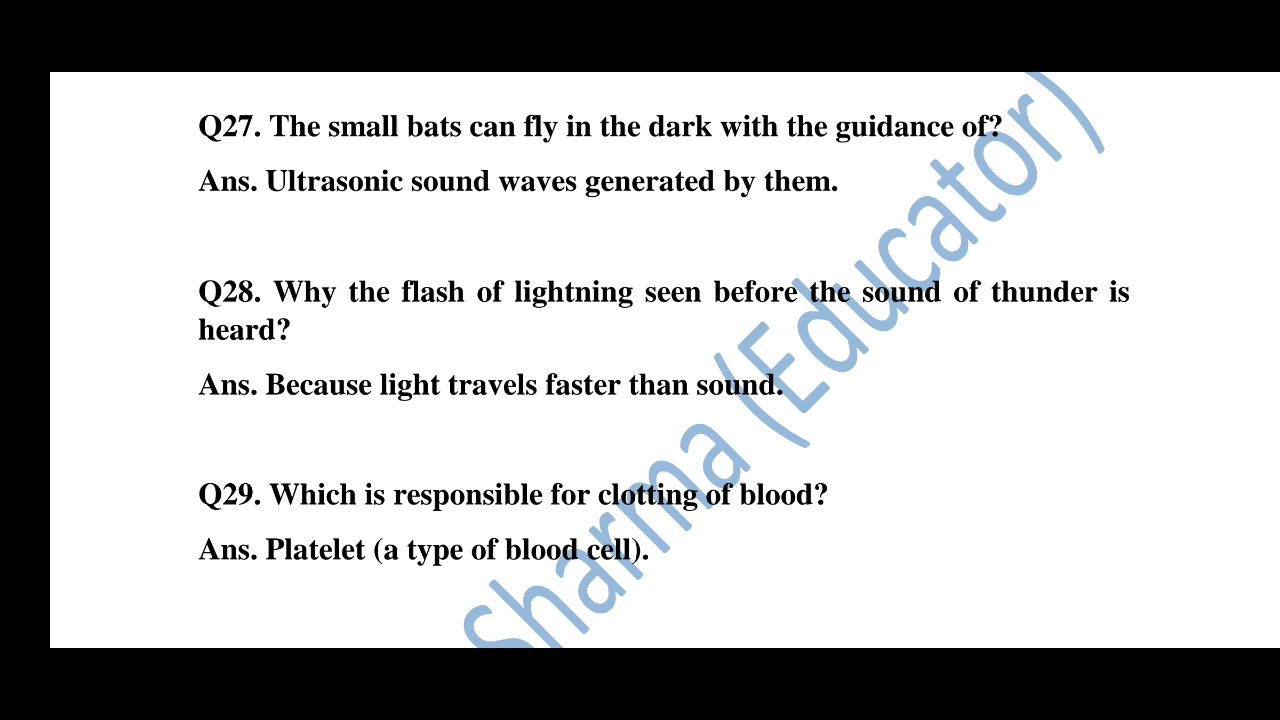 Q27. The small bats can fly in the dark with the guidance of?
Ans. Ultrasonic sound waves generated by them.
Q28. Why the flash of lightning seen before the sound of thunder is
heard?
Ans. Because light travels faster than sound.
Q29. Which is responsible for clotting of blood?
Ans. Platelet (a type of blood cell).
Sharma (Educator)